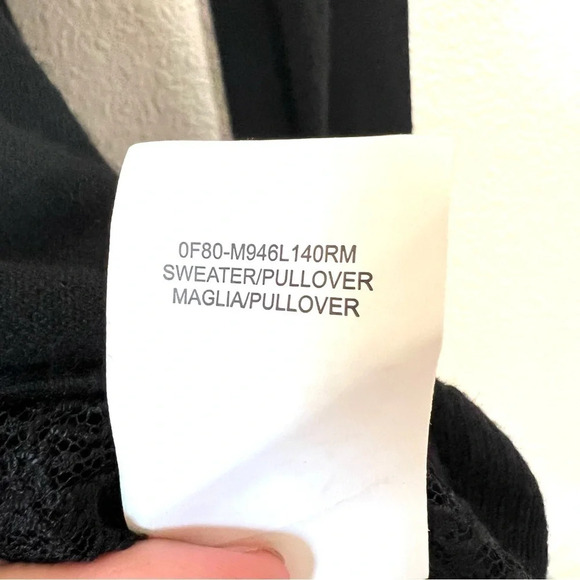 0F80-M946L140RM
SWEATER/PULLOVER
MAGLIA/PULLOVER